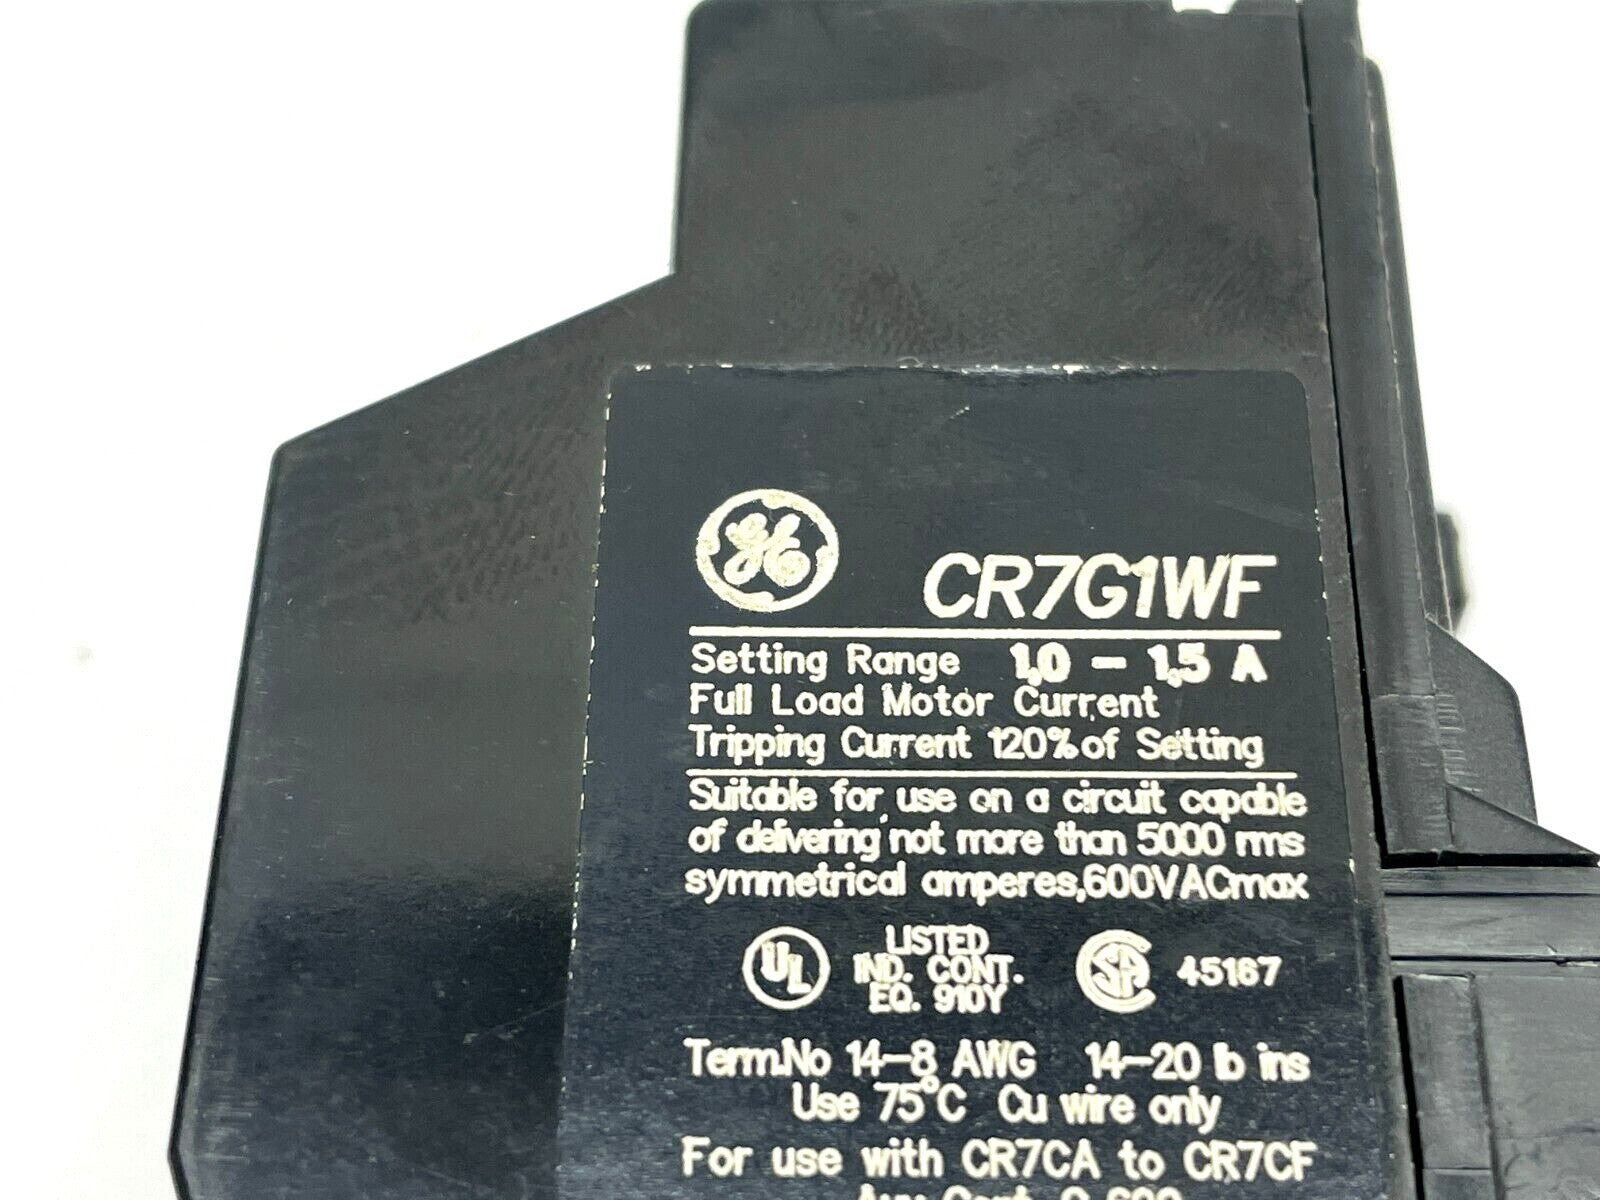 GE CR7G1WF
Setting Range 1,0 - 1,5 A
Full Load Motor Current
Tripping Current 120% of Setting
Suitable for use on a circuit capable
of delivering not more than 5000 rms
symmetrical amperes,600VACmax
UL LISTED
IND. CONT.
EQ. 910Y
SA 45167
Term.No 14-8 AWG 14-20 lb ins
Use 75°C Cu wire only
For use with CR7CA to CR7CF